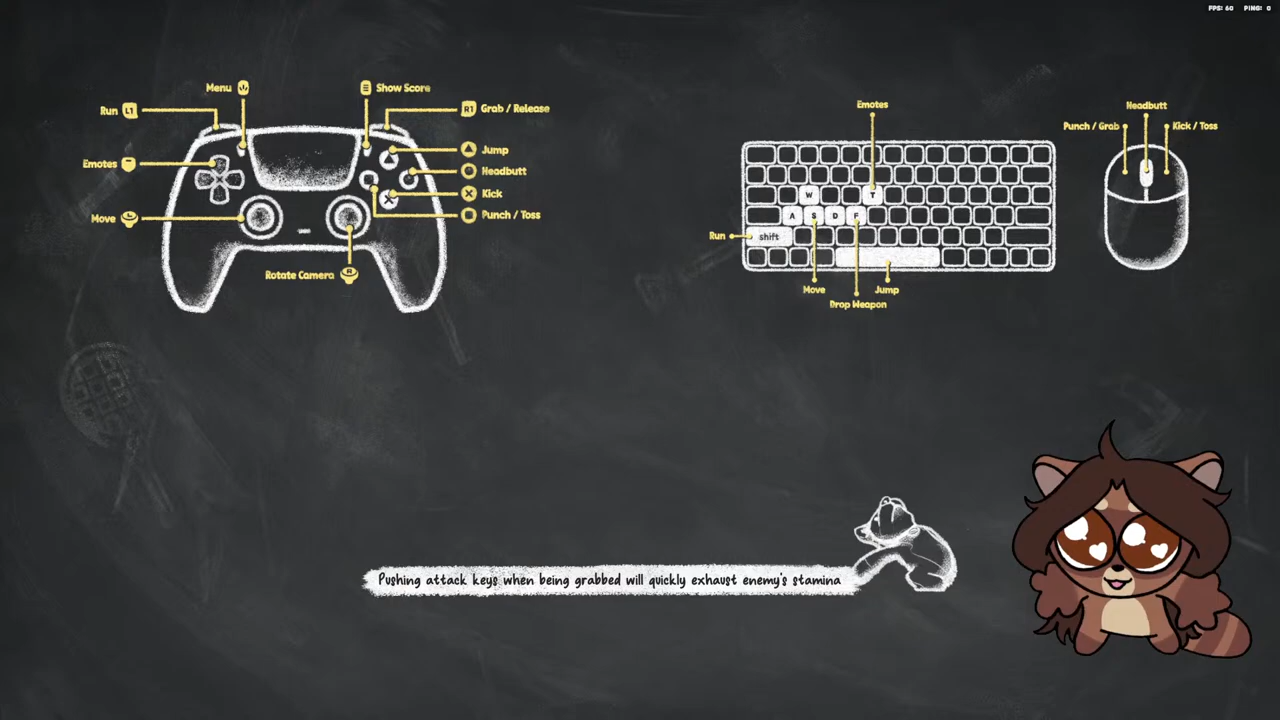 FPS: 60 PING: 0
Menu
Show Score
Run L1
R1 Grab / Release
Emotes
Jump
Headbutt
Kick
Move
Punch / Toss
R
Rotate Camera
Emotes
Headbutt
Punch / Grab
Kick / Toss
W T
A S D F
Run
shift
Move
Jump
Drop Weapon
Pushing attack keys when being grabbed will quickly exhaust enemy's stamina